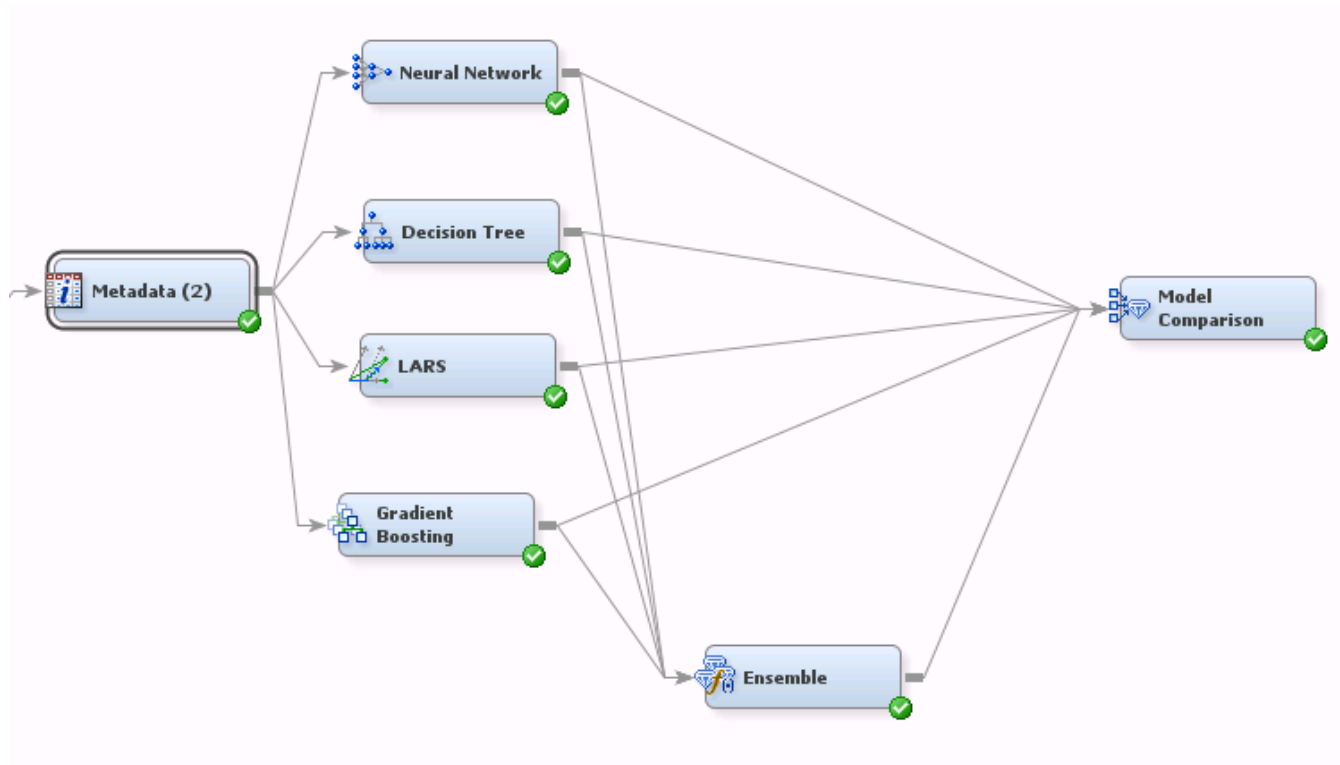 Neural Network
Decision Tree
Metadata (2)
Model
Comparison
LARS
Gradient
Boosting
Ensemble